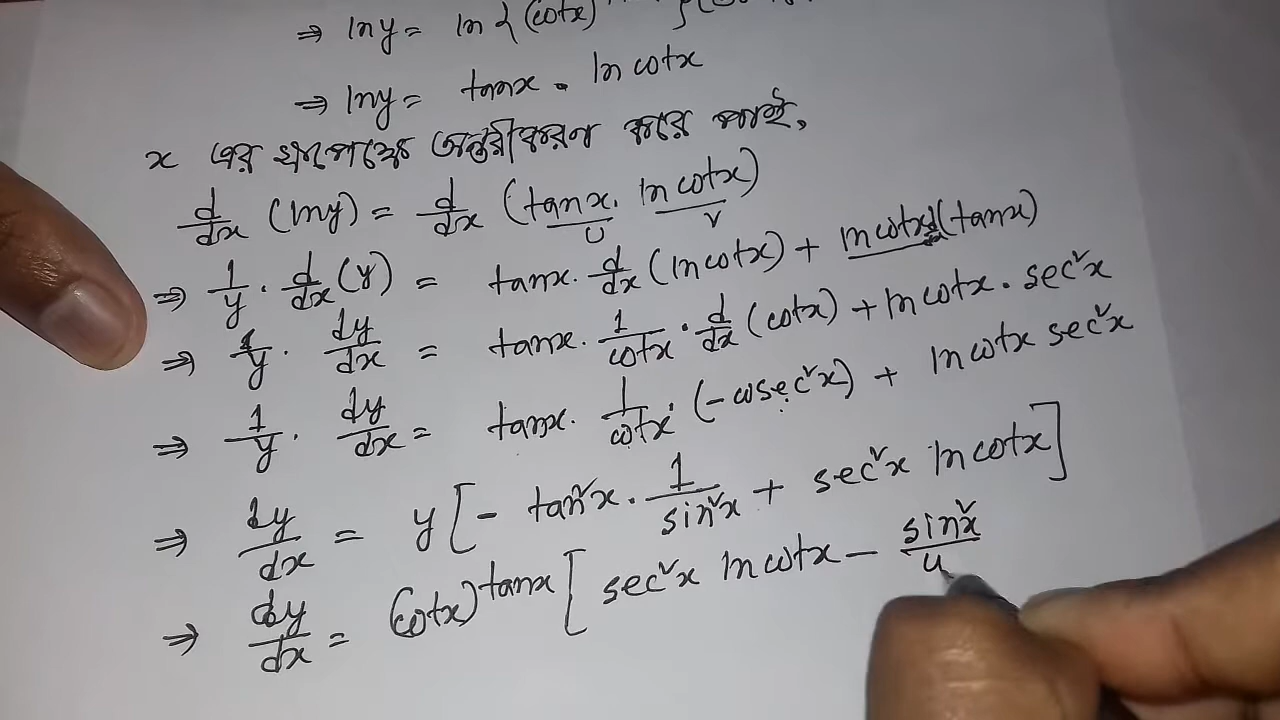 ⇒ lny = ln {(cotx)
⇒ lny = tanx . ln cotx
x এর সাপেক্ষে অন্তরীকরন করে পাই,
d/dx (lny) = d/dx (tanx. ln cotx) U V
⇒ 1/y . d/dx (y) = tanx. d/dx (ln cotx) + ln cotx d/dx (tanx)
⇒ 1/y . dy/dx = tanx. 1/cotx . d/dx (cotx) + ln cotx . sec²x
⇒ 1/y . dy/dx = tanx. 1/cotx . (-cosec²x) + ln cotx sec²x
⇒ dy/dx = y [- tan²x . 1/sin²x + sec²x ln cotx]
⇒ dy/dx = (cotx)^tanx [ sec²x ln cotx - sin²x/